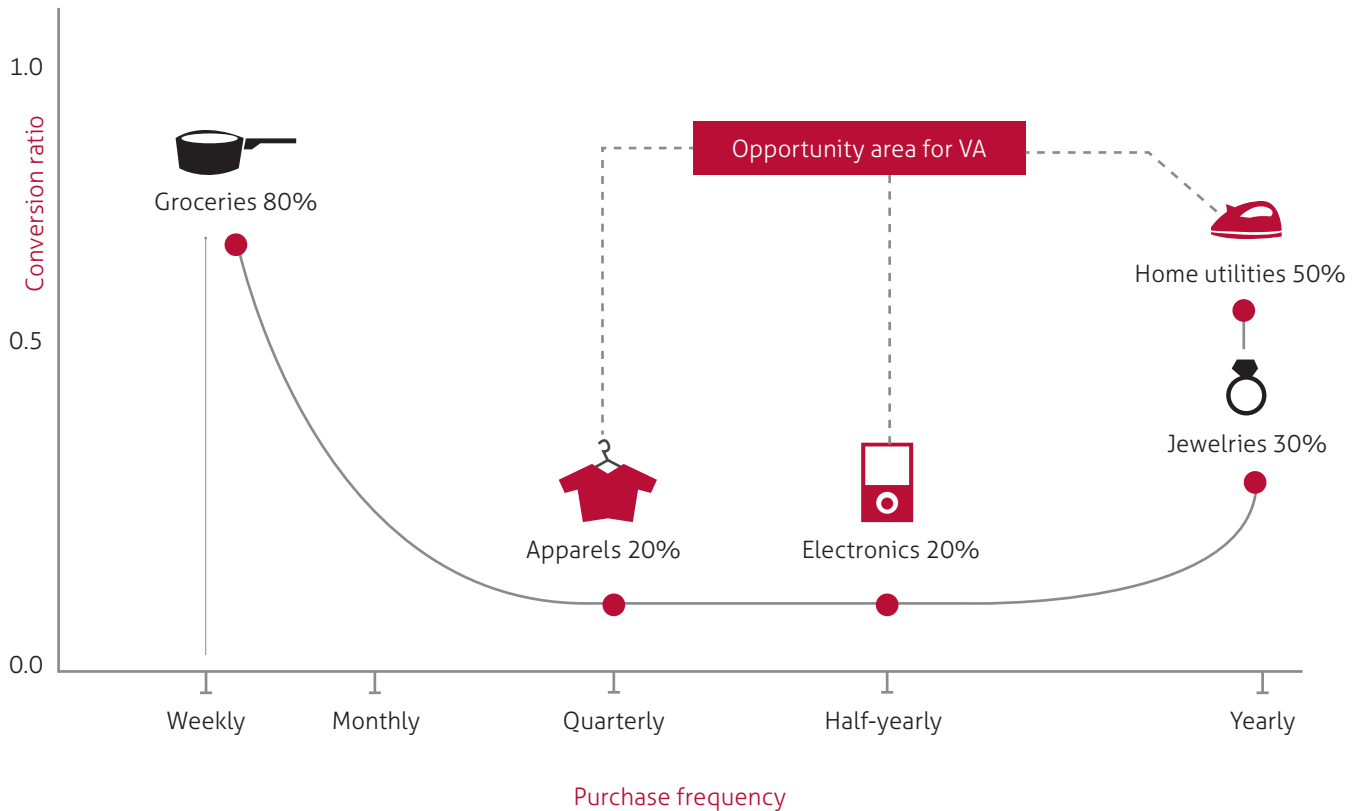 1.0
Conversion ratio
Opportunity area for VA
Groceries 80%
Home utilities 50%
0.5
Jewelries 30%
Apparels 20%
Electronics 20%
0.0
Weekly
Monthly
Quarterly
Half-yearly
Yearly
Purchase frequency